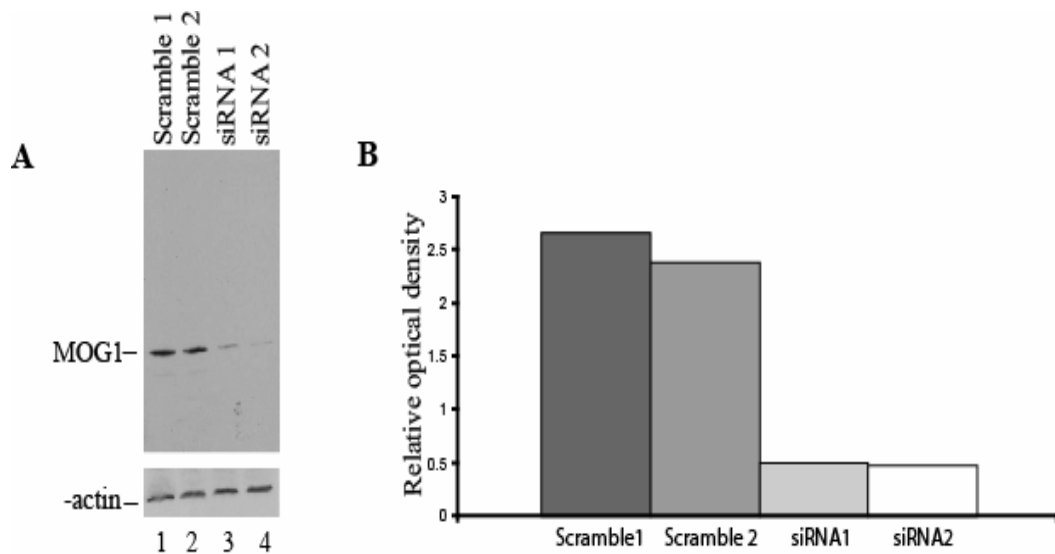 A
Scramble 1
Scramble 2
siRNA 1
siRNA 2
MOG1–
-actin–
1 2 3 4
B
Relative optical density
3
2.5
2
1.5
1
0.5
0
Scramble1 Scramble 2 siRNA1 siRNA2